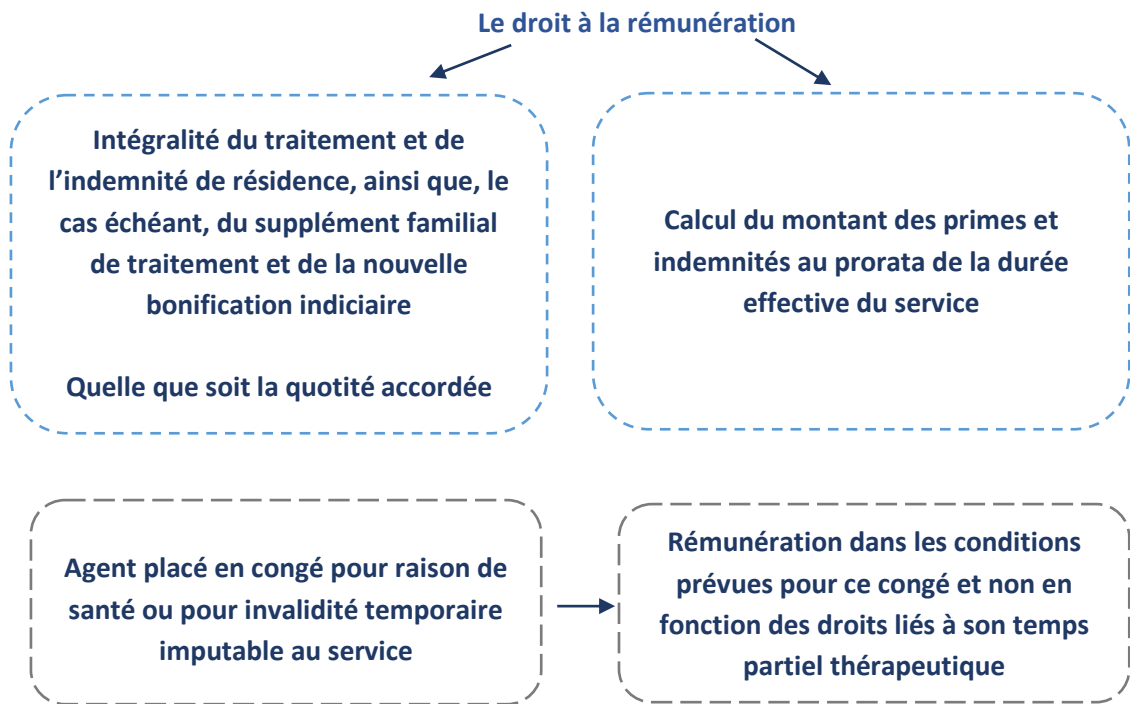 Le droit à la rémunération
Intégralité du traitement et de
l’indemnité de résidence, ainsi que, le
cas échéant, du supplément familial
de traitement et de la nouvelle
bonification indiciaire
Quelle que soit la quotité accordée
Calcul du montant des primes et
indemnités au prorata de la durée
effective du service
Agent placé en congé pour raison de
santé ou pour invalidité temporaire
imputable au service
Rémunération dans les conditions
prévues pour ce congé et non en
fonction des droits liés à son temps
partiel thérapeutique